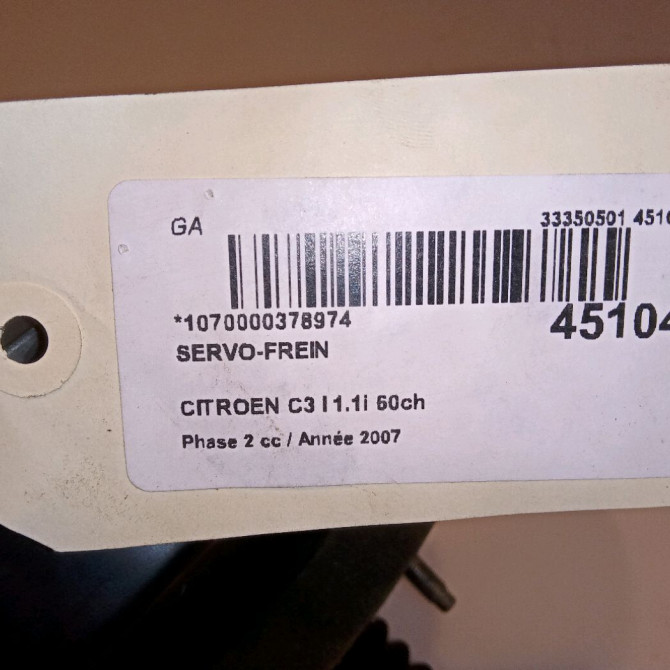 GA
33350501 4510
*1070000378974
45104
SERVO-FREIN
CITROEN C3 I 1.1i 60ch
Phase 2 cc / Année 2007